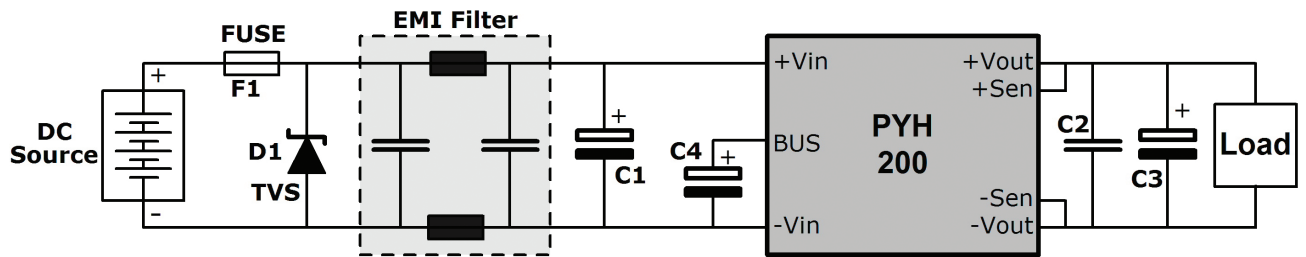 EMI Filter
FUSE
F1
+
-
DC
Source
D1
TVS
+
C1
C4
+
+Vin
BUS
-Vin
PYH
200
+Vout
+Sen
-Sen
-Vout
C2
+
C3
Load